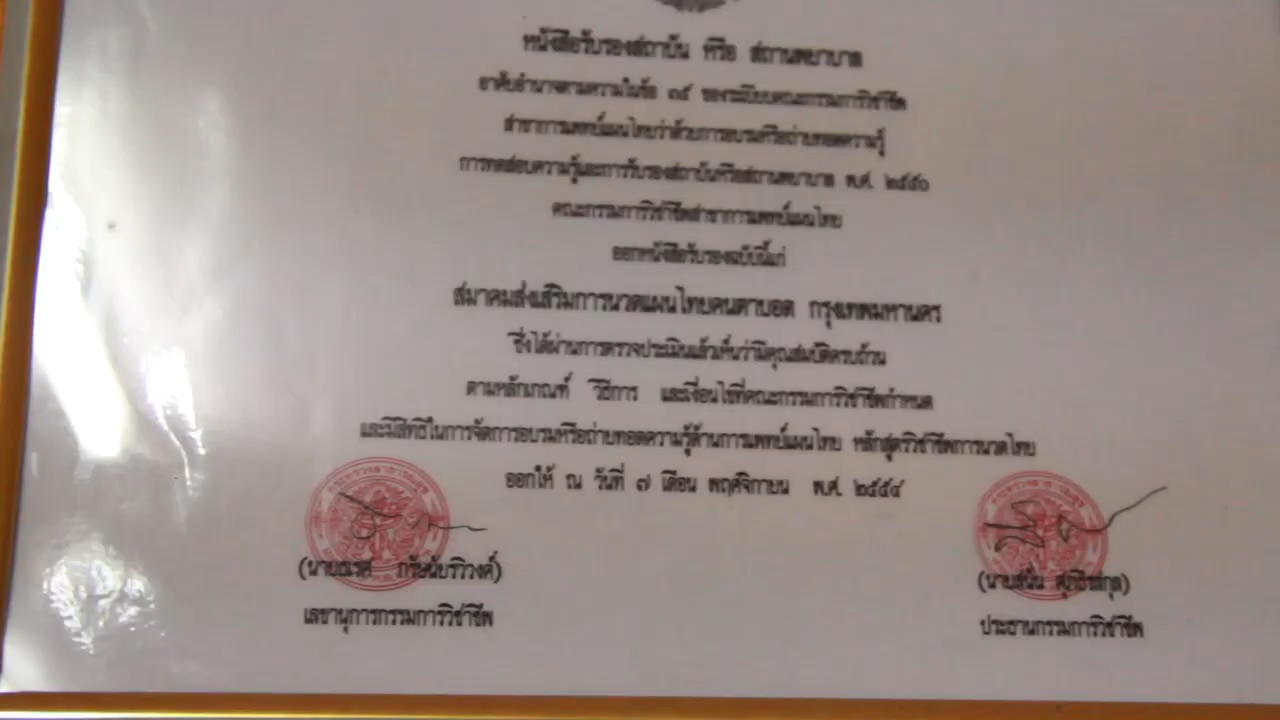 หนังสือรับรองสถาบัน หรือ สถานพยาบาล
อาศัยอำนาจตามความในข้อ ๓๕ ของระเบียบคณะกรรมการวิชาชีพ
สาขาการแพทย์แผนไทยว่าด้วยการอบรมหรือถ่ายทอดความรู้
การทดสอบความรู้และการรับรองสถาบันหรือสถานพยาบาล พ.ศ. ๒๕๕๐
คณะกรรมการวิชาชีพสาขาการแพทย์แผนไทย
ออกหนังสือรับรองฉบับนี้แก่
สมาคมส่งเสริมการนวดแผนไทยคนตาบอด กรุงเทพมหานคร
ซึ่งได้ผ่านการตรวจประเมินแล้วเห็นว่ามีคุณสมบัติครบถ้วน
ตามหลักเกณฑ์ วิธีการ และเงื่อนไขที่คณะกรรมการวิชาชีพกำหนด
และมีสิทธิในการจัดการอบรมหรือถ่ายทอดความรู้ด้านการแพทย์แผนไทย หลักสูตรวิชาชีพการนวดไทย
ออกให้ ณ วันที่ ๗ เดือน พฤศจิกายน พ.ศ. ๒๕๕๔
เลขานุการกรรมการวิชาชีพ
ประธานกรรมการวิชาชีพ